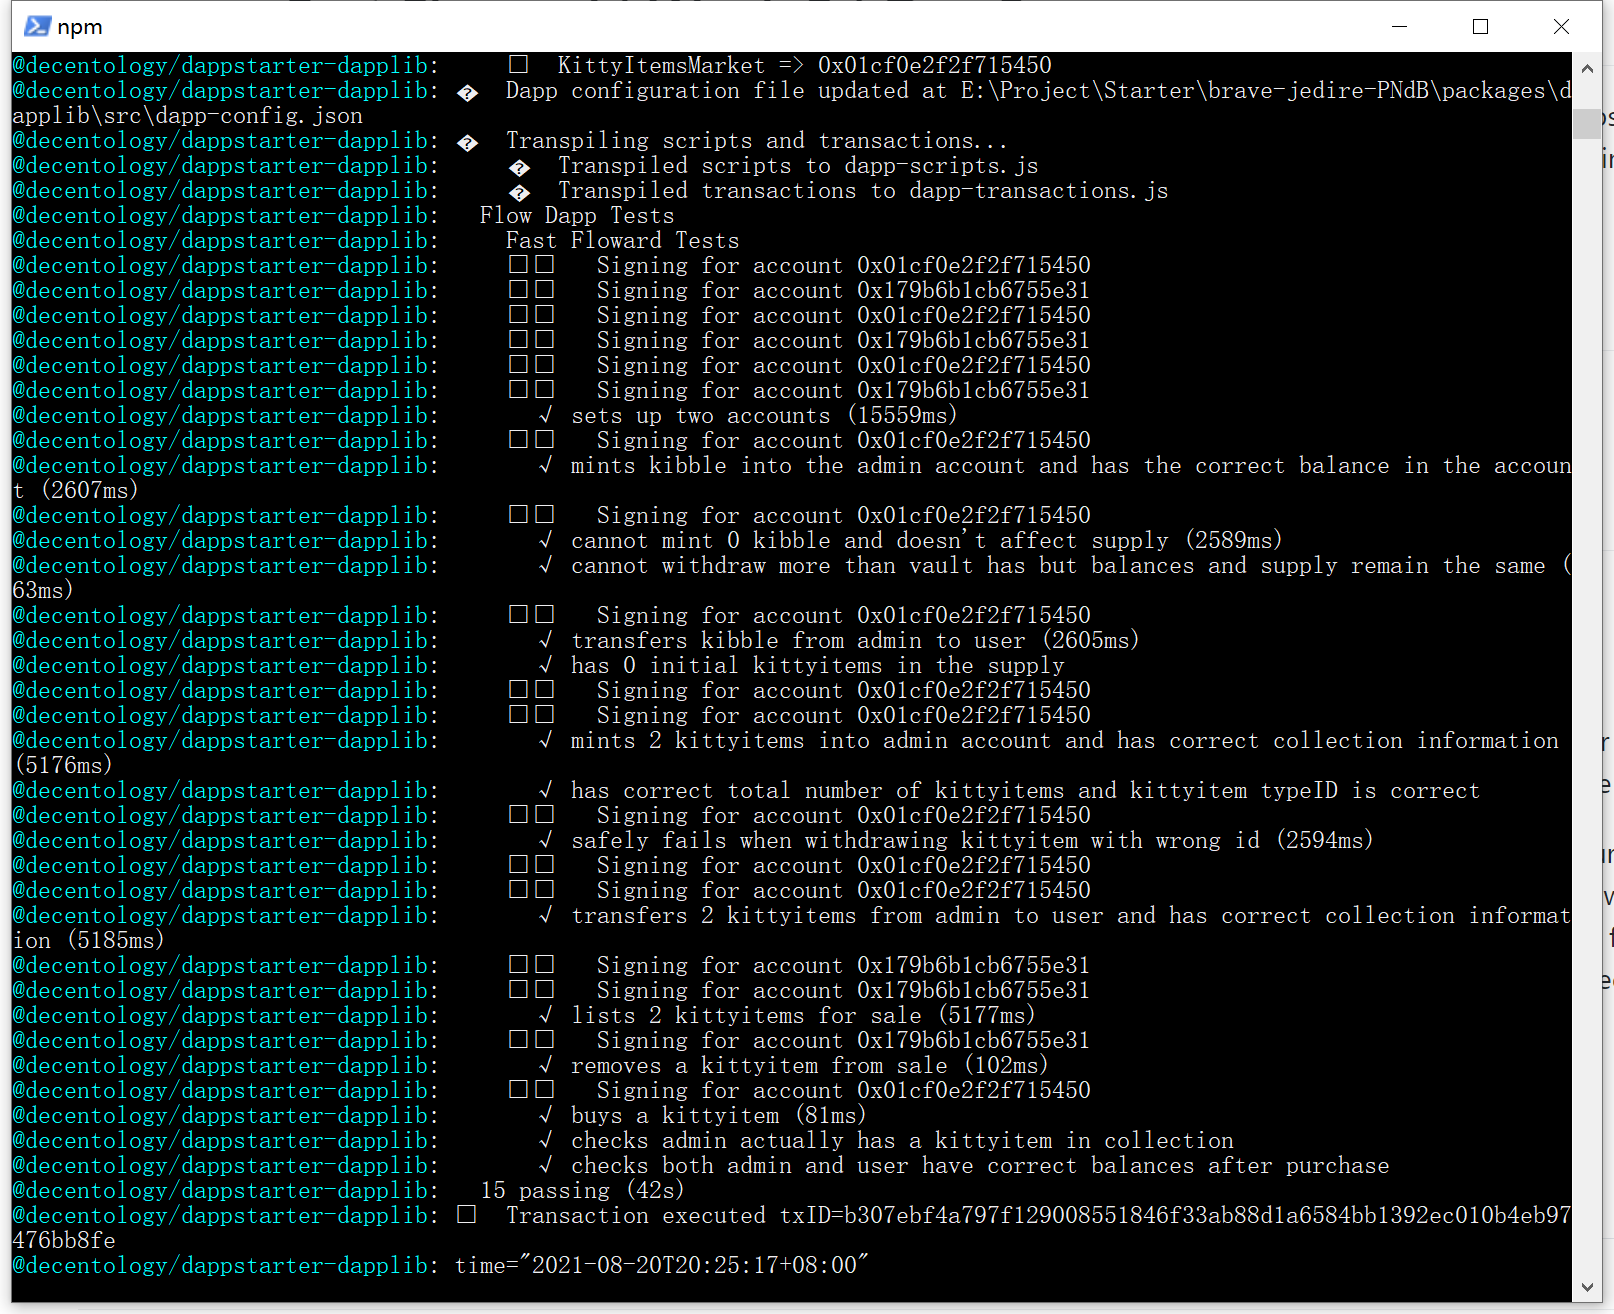 npm
@decentology/dappstarter-dapplib: KittyItemsMarket => 0x01cf0e2f2f715450
@decentology/dappstarter-dapplib: � Dapp configuration file updated at E:\Project\Starter\brave-jedire-PNdB\packages\d
applib\src\dapp-config.json
@decentology/dappstarter-dapplib: � Transpiling scripts and transactions...
@decentology/dappstarter-dapplib: � Transpiled scripts to dapp-scripts.js
@decentology/dappstarter-dapplib: � Transpiled transactions to dapp-transactions.js
@decentology/dappstarter-dapplib: Flow Dapp Tests
@decentology/dappstarter-dapplib: Fast Floward Tests
@decentology/dappstarter-dapplib: Signing for account 0x01cf0e2f2f715450
@decentology/dappstarter-dapplib: Signing for account 0x179b6b1cb6755e31
@decentology/dappstarter-dapplib: Signing for account 0x01cf0e2f2f715450
@decentology/dappstarter-dapplib: Signing for account 0x179b6b1cb6755e31
@decentology/dappstarter-dapplib: Signing for account 0x01cf0e2f2f715450
@decentology/dappstarter-dapplib: Signing for account 0x179b6b1cb6755e31
@decentology/dappstarter-dapplib: √ sets up two accounts (15559ms)
@decentology/dappstarter-dapplib: Signing for account 0x01cf0e2f2f715450
@decentology/dappstarter-dapplib: √ mints kibble into the admin account and has the correct balance in the accoun
t (2607ms)
@decentology/dappstarter-dapplib: Signing for account 0x01cf0e2f2f715450
@decentology/dappstarter-dapplib: √ cannot mint 0 kibble and doesn't affect supply (2589ms)
@decentology/dappstarter-dapplib: √ cannot withdraw more than vault has but balances and supply remain the same (
63ms)
@decentology/dappstarter-dapplib: Signing for account 0x01cf0e2f2f715450
@decentology/dappstarter-dapplib: √ transfers kibble from admin to user (2605ms)
@decentology/dappstarter-dapplib: √ has 0 initial kittyitems in the supply
@decentology/dappstarter-dapplib: Signing for account 0x01cf0e2f2f715450
@decentology/dappstarter-dapplib: Signing for account 0x01cf0e2f2f715450
@decentology/dappstarter-dapplib: √ mints 2 kittyitems into admin account and has correct collection information
(5176ms)
@decentology/dappstarter-dapplib: √ has correct total number of kittyitems and kittyitem typeID is correct
@decentology/dappstarter-dapplib: Signing for account 0x01cf0e2f2f715450
@decentology/dappstarter-dapplib: √ safely fails when withdrawing kittyitem with wrong id (2594ms)
@decentology/dappstarter-dapplib: Signing for account 0x01cf0e2f2f715450
@decentology/dappstarter-dapplib: Signing for account 0x01cf0e2f2f715450
@decentology/dappstarter-dapplib: √ transfers 2 kittyitems from admin to user and has correct collection informat
ion (5185ms)
@decentology/dappstarter-dapplib: Signing for account 0x179b6b1cb6755e31
@decentology/dappstarter-dapplib: Signing for account 0x179b6b1cb6755e31
@decentology/dappstarter-dapplib: √ lists 2 kittyitems for sale (5177ms)
@decentology/dappstarter-dapplib: Signing for account 0x179b6b1cb6755e31
@decentology/dappstarter-dapplib: √ removes a kittyitem from sale (102ms)
@decentology/dappstarter-dapplib: Signing for account 0x01cf0e2f2f715450
@decentology/dappstarter-dapplib: √ buys a kittyitem (81ms)
@decentology/dappstarter-dapplib: √ checks admin actually has a kittyitem in collection
@decentology/dappstarter-dapplib: √ checks both admin and user have correct balances after purchase
@decentology/dappstarter-dapplib: 15 passing (42s)
@decentology/dappstarter-dapplib: Transaction executed txID=b307ebf4a797f129008551846f33ab88d1a6584bb1392ec010b4eb97
476bb8fe
@decentology/dappstarter-dapplib: time="2021-08-20T20:25:17+08:00"